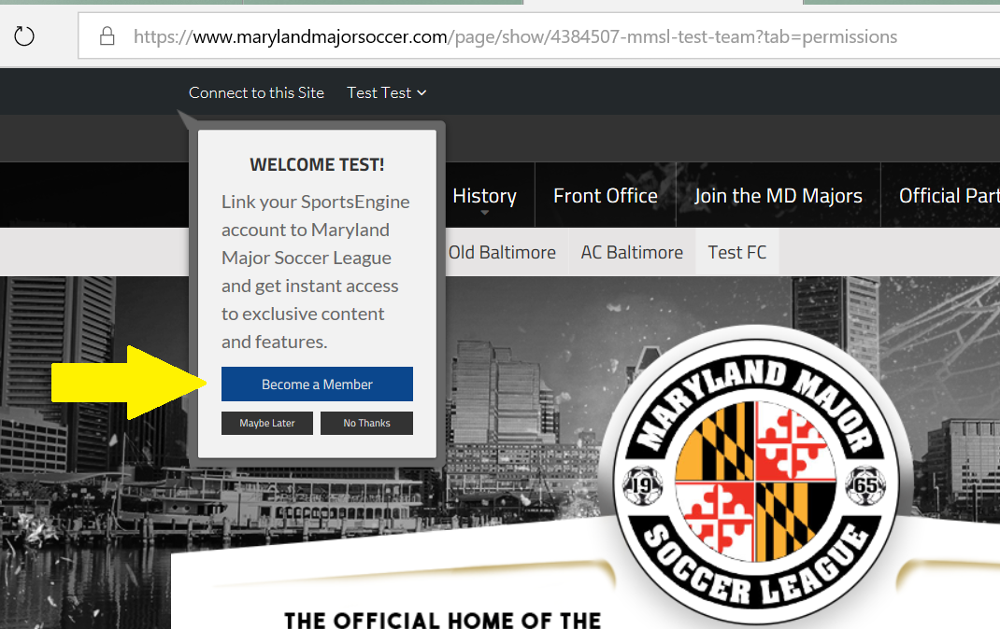 https://www.marylandmajorsoccer.com/page/show/4384507-mmsl-test-team?tab=permissions
Connect to this Site Test Test
WELCOME TEST!
Link your SportsEngine
account to Maryland
Major Soccer League
and get instant access
to exclusive content
and features.
Become a Member
Maybe Later No Thanks
History Front Office Join the MD Majors Official Part
Old Baltimore AC Baltimore Test FC
MARYLAND MAJOR
19 65
SOCCER LEAGUE
THE OFFICIAL HOME OF THE